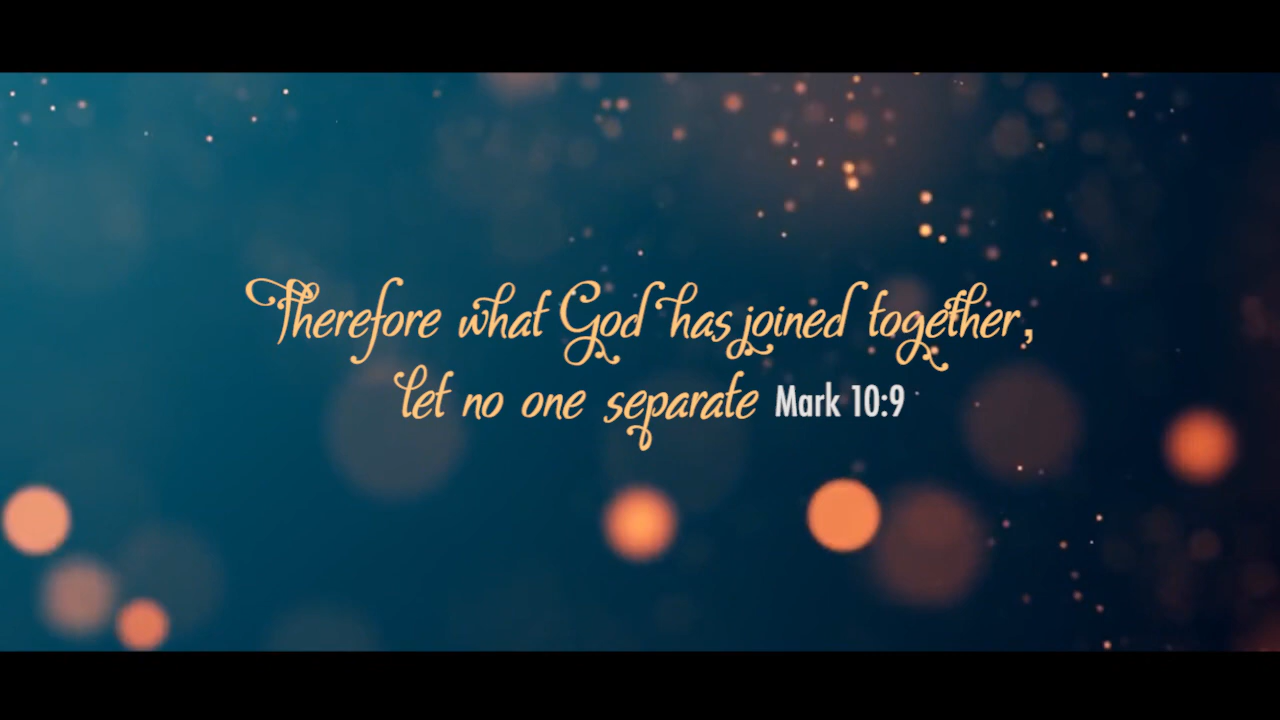 Therefore what God has joined together,
let no one separate Mark 10:9